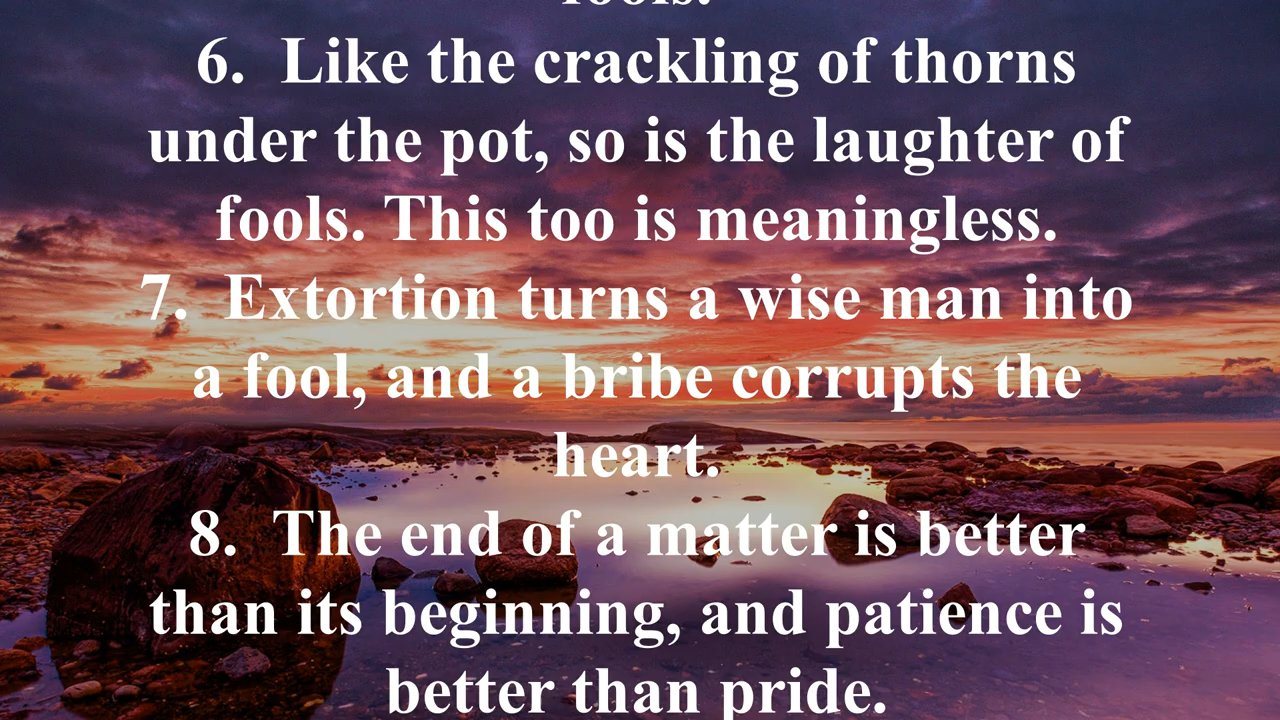 fools.
6.  Like the crackling of thorns
under the pot, so is the laughter of
fools. This too is meaningless.
7.  Extortion turns a wise man into
a fool, and a bribe corrupts the
heart.
8.  The end of a matter is better
than its beginning, and patience is
better than pride.